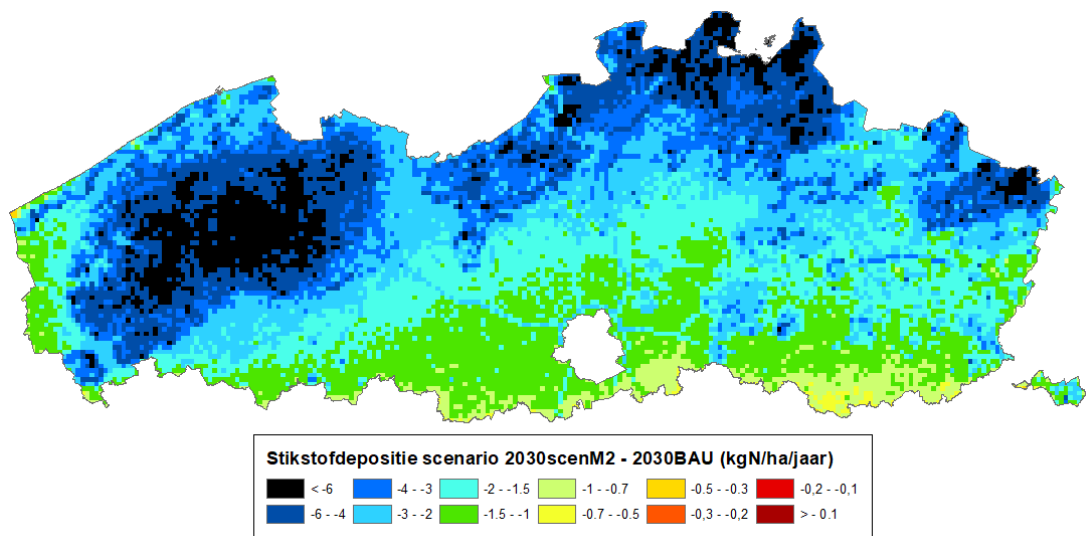 Stikstofdepositie scenario 2030scenM2 - 2030BAU (kgN/ha/jaar)
< -6 -4 - -3 -2 - -1.5 -1 - -0.7 -0.5 - -0.3 -0,2 - -0,1
-6 - -4 -3 - -2 -1.5 - -1 -0.7 - -0.5 -0,3 - -0,2 > - 0.1